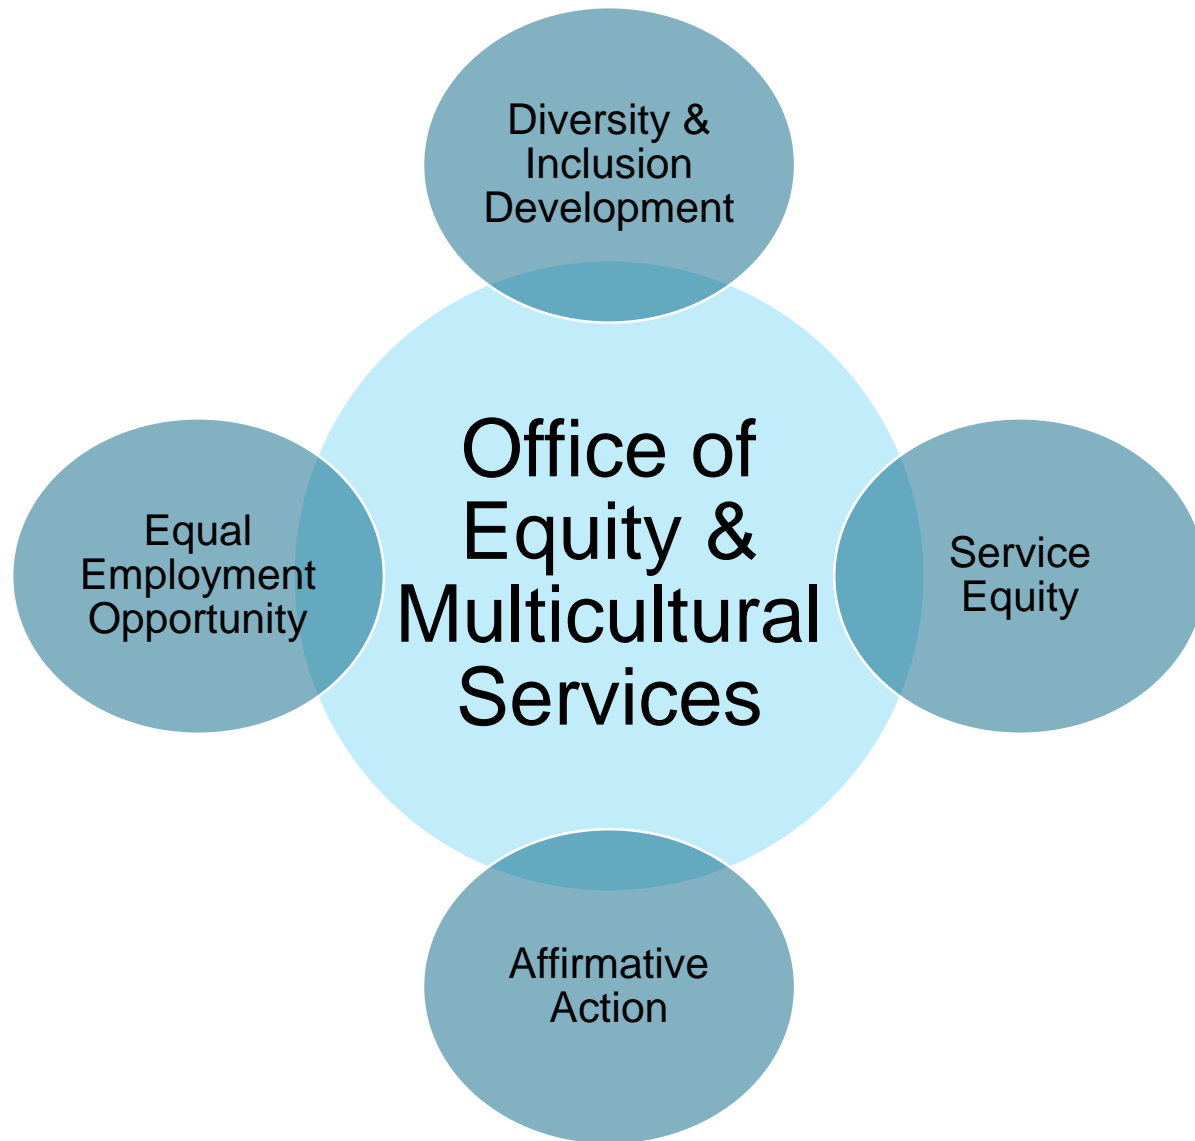 Diversity &
Inclusion
Development
Equal
Employment
Opportunity
Office of
Equity &
Multicultural
Services
Service
Equity
Affirmative
Action